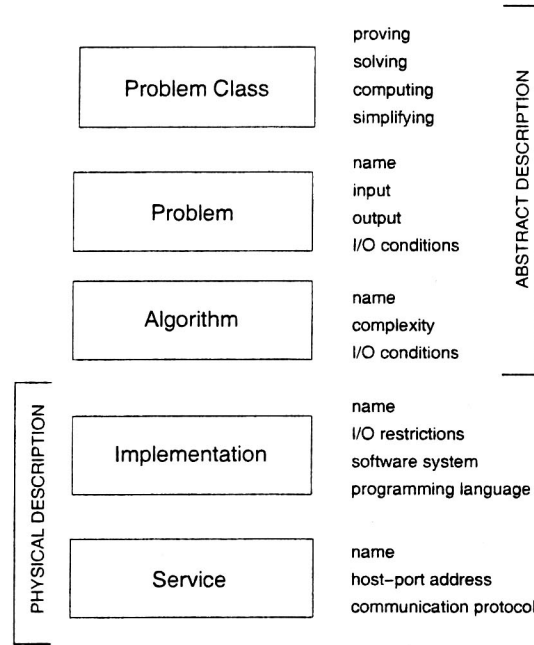 Problem Class
proving
solving
computing
simplifying
Problem
name
input
output
I/O conditions
Algorithm
name
complexity
I/O conditions
ABSTRACT DESCRIPTION
Implementation
name
I/O restrictions
software system
programming language
Service
name
host-port address
communication protocol
PHYSICAL DESCRIPTION